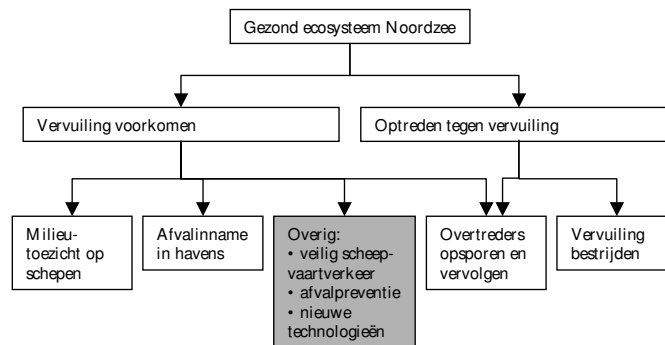 Gezond ecosysteem Noordzee
Vervuiling voorkomen
Optreden tegen vervuiling
Milieu-
toezicht op
schepen
Afvalinname
in havens
Overig:
• veilig scheep-
vaartverkeer
• afvalpreventie
• nieuwe
technologieën
Overtreders
opsporen en
vervolgen
Vervuiling
bestrijden